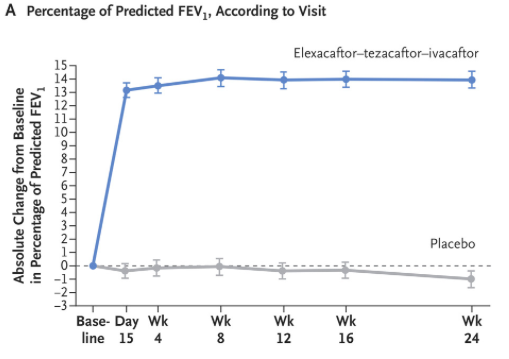 A Percentage of Predicted FEV1, According to Visit
Elexacaftor–tezacaftor–ivacaftor
Absolute Change from Baseline
in Percentage of Predicted FEV1
15
14
13
12
11
10
9
8
7
6
5
4
3
2
1
0
−1
−2
−3
Placebo
Base- Day Wk Wk Wk Wk Wk
line 15 4 8 12 16 24